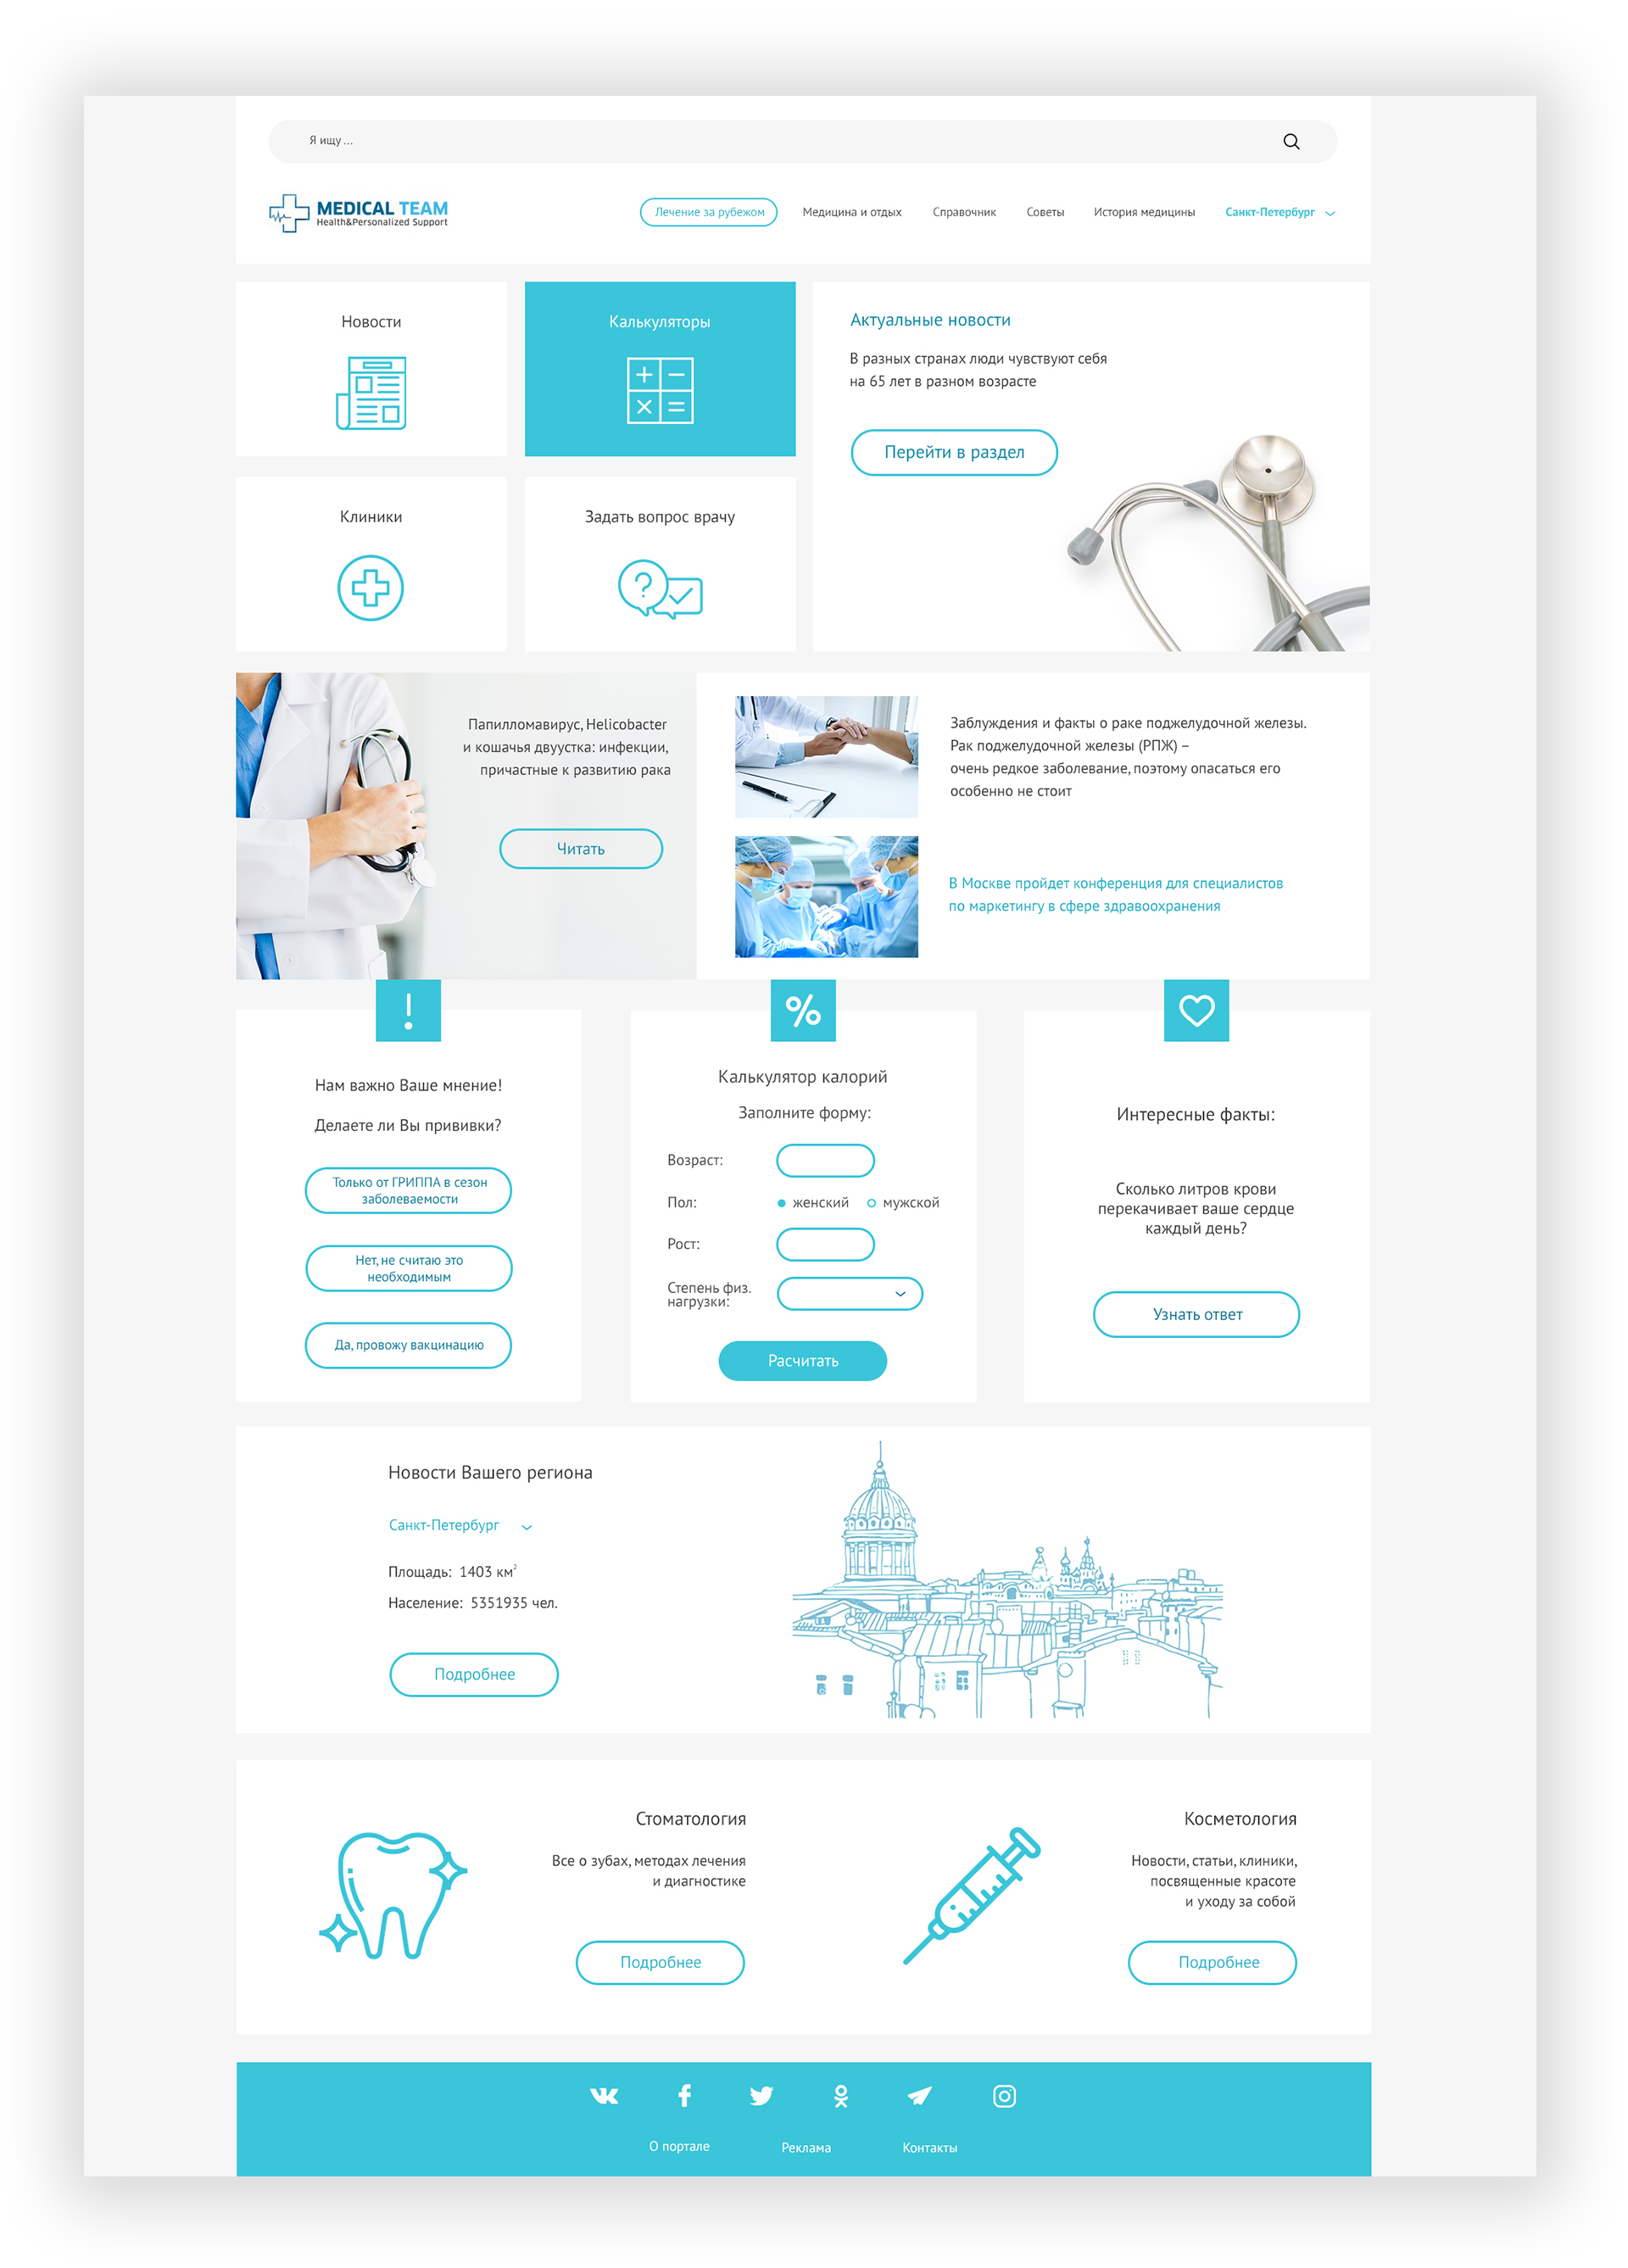 Я ищу ...
MEDICAL TEAM
Health&Personalized Support
Лечение за рубежом
Медицина и отдых
Справочник
Советы
История медицины
Санкт-Петербург
Новости
Калькуляторы
Клиники
Задать вопрос врачу
Актуальные новости
В разных странах люди чувствуют себя
на 65 лет в разном возрасте
Перейти в раздел
Папилломавирус, Helicobacter
и кошачья двуустка: инфекции,
причастные к развитию рака
Читать
Заблуждения и факты о раке поджелудочной железы.
Рак поджелудочной железы (РПЖ) –
очень редкое заболевание, поэтому опасаться его
особенно не стоит
В Москве пройдет конференция для специалистов
по маркетингу в сфере здравоохранения
!
Нам важно Ваше мнение!
Делаете ли Вы прививки?
Только от ГРИППА в сезон
заболеваемости
Нет, не считаю это
необходимым
Да, провожу вакцинацию
%
Калькулятор калорий
Заполните форму:
Возраст:
Пол:
женский
мужской
Рост:
Степень физ.
нагрузки:
Расчитать
Интересные факты:
Сколько литров крови
перекачивает ваше сердце
каждый день?
Узнать ответ
Новости Вашего региона
Санкт-Петербург
Площадь: 1403 км²
Население: 5351935 чел.
Подробнее
Стоматология
Все о зубах, методах лечения
и диагностике
Подробнее
Косметология
Новости, статьи, клиники,
посвященные красоте
и уходу за собой
Подробнее
О портале
Реклама
Контакты